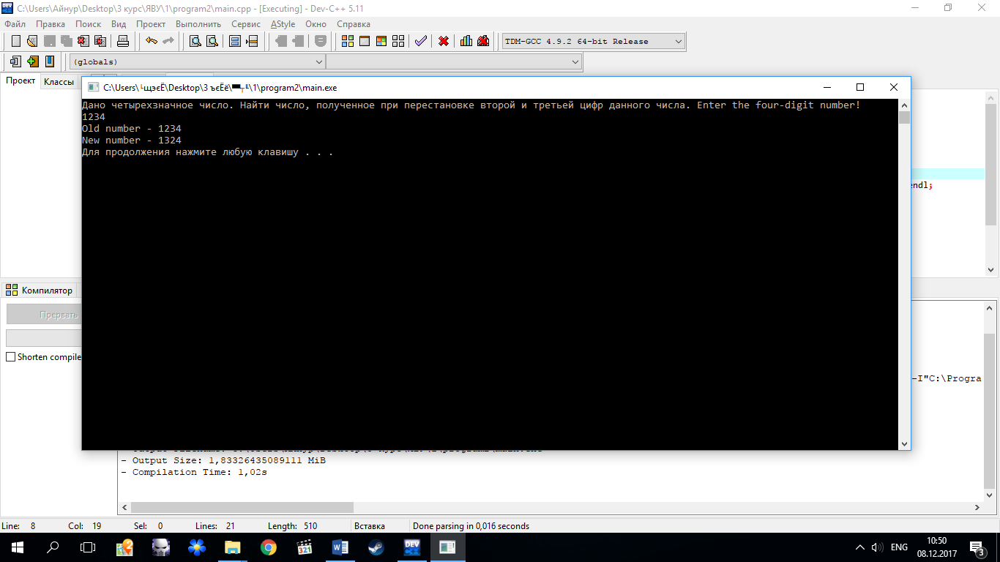 C:\Users\Айнур\Desktop\3 курс\ЯВУ\1\program2\main.cpp - [Executing] - Dev-C++ 5.11
Файл Правка Поиск Вид Проект Выполнить Сервис AStyle Окно Справка
TDM-GCC 4.9.2 64-bit Release
(globals)
Проект Классы
C:\Users\└щэєЁ\Desktop\3 ъєЁё\▀┬╙\1\program2\main.exe
Дано четырехзначное число. Найти число, полученное при перестановке второй и третьей цифр данного числа. Enter the four-digit number!
1234
Old number - 1234
New number - 1324
Для продолжения нажмите любую клавишу . . .
endl;
Компилятор
Прервать
Shorten compile
-I"C:\Progra
- Output Size: 1,83326435089111 MiB
- Compilation Time: 1,02s
Line: 8 Col: 19 Sel: 0 Lines: 21 Length: 510 Вставка Done parsing in 0,016 seconds
321
DEV
ENG
10:50
08.12.2017
3